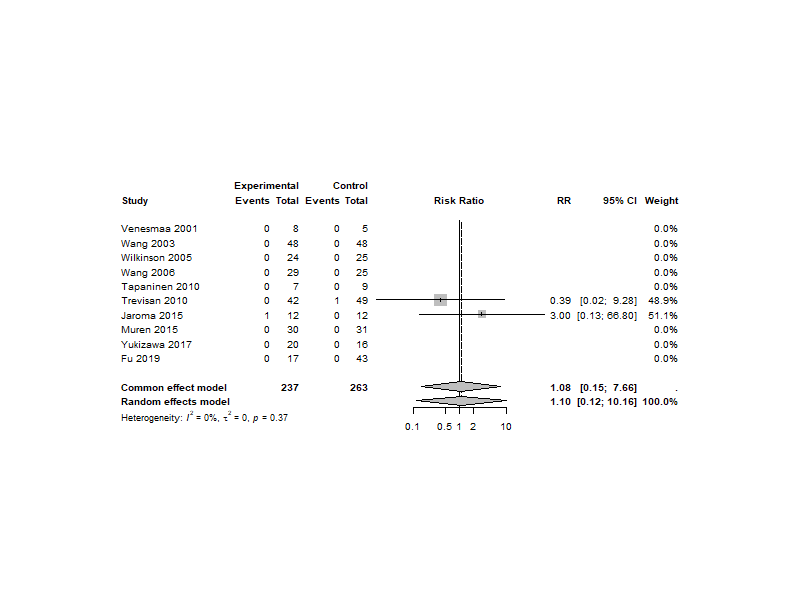 Experimental Control
Study Events Total Events Total Risk Ratio RR 95% CI Weight
Venesmaa 2001 0 8 0 5 0.0%
Wang 2003 0 48 0 48 0.0%
Wilkinson 2005 0 24 0 25 0.0%
Wang 2006 0 29 0 25 0.0%
Tapaninen 2010 0 7 0 9 0.0%
Trevisan 2010 0 42 1 49 0.39 [0.02; 9.28] 48.9%
Jaroma 2015 1 12 0 12 3.00 [0.13; 66.80] 51.1%
Muren 2015 0 30 0 31 0.0%
Yukizawa 2017 0 20 0 16 0.0%
Fu 2019 0 17 0 43 0.0%
Common effect model 237 263 1.08 [0.15; 7.66] .
Random effects model 1.10 [0.12; 10.16] 100.0%
Heterogeneity: I² = 0%, τ² = 0, p = 0.37
0.1 0.5 1 2 10